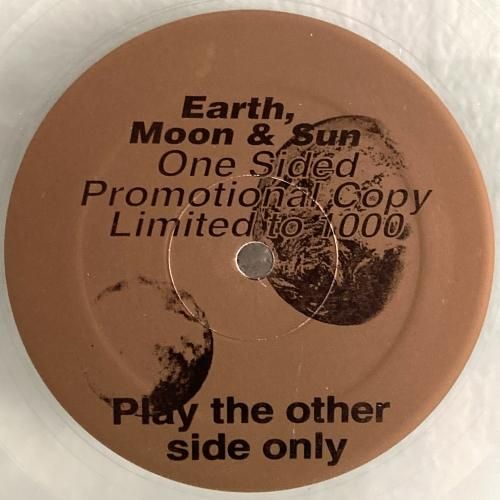 Earth,
Moon & Sun
One Sided
Promotional Copy
Limited to 1000
Play the other
side only